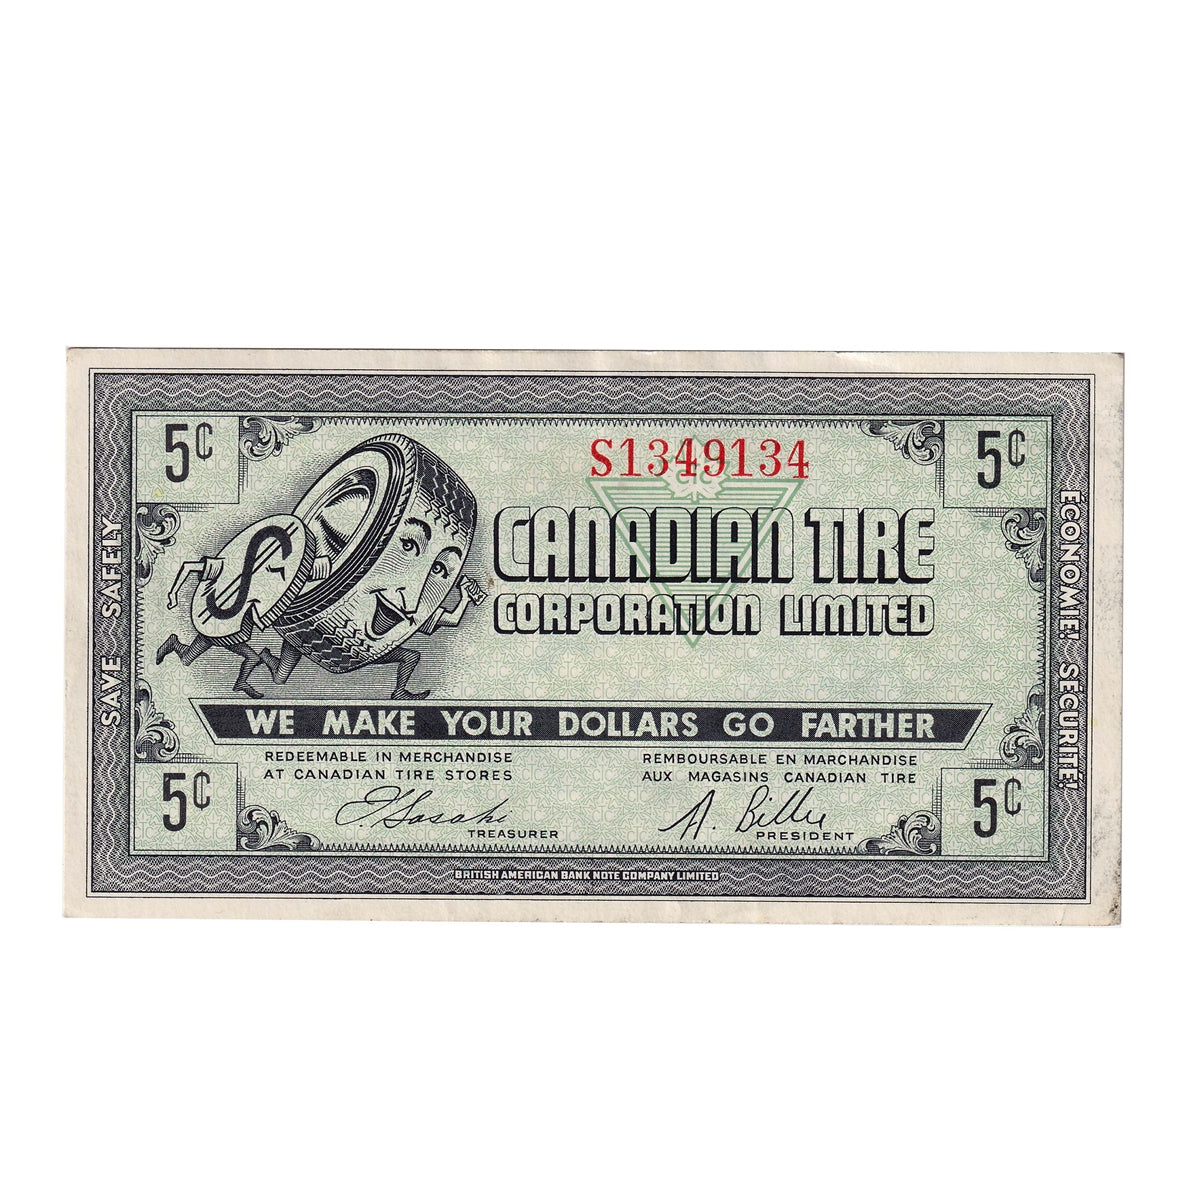 5¢
S1349134
5¢
CTC
$
CANADIAN TIRE
CORPORATION LIMITED
SAVE SAFELY
ÉCONOMIE! SÉCURITÉ!
WE MAKE YOUR DOLLARS GO FARTHER
REDEEMABLE IN MERCHANDISE
AT CANADIAN TIRE STORES
REMBOURSABLE EN MARCHANDISE
AUX MAGASINS CANADIAN TIRE
5¢
TREASURER
A. Billes
PRESIDENT
5¢
BRITISH AMERICAN BANK NOTE COMPANY LIMITED